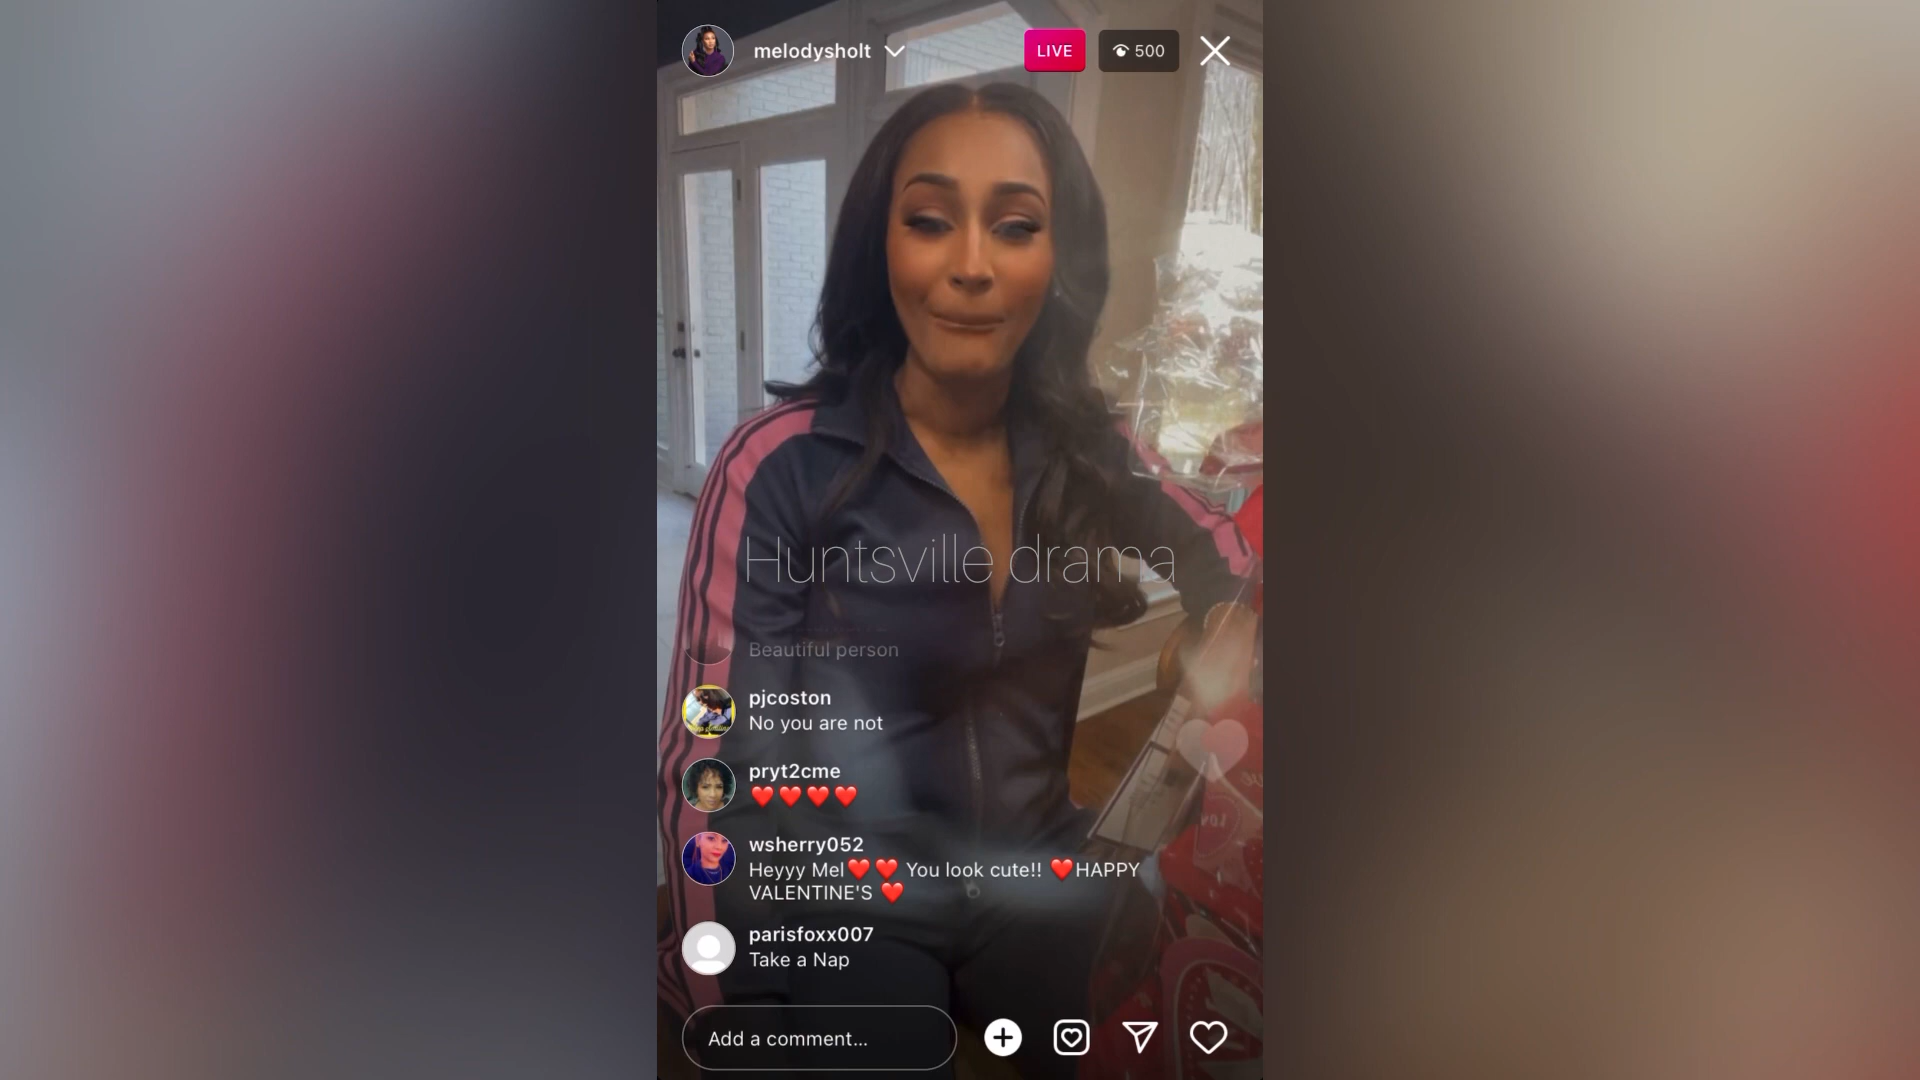 melodysholt
LIVE
500
Huntsville drama
Beautiful person
pjcoston
No you are not
pryt2cme
❤️❤️❤️❤️
wsherry052
Heyyy Mel❤️❤️ You look cute!! ❤️HAPPY
VALENTINE'S ❤️
parisfoxx007
Take a Nap
Add a comment...